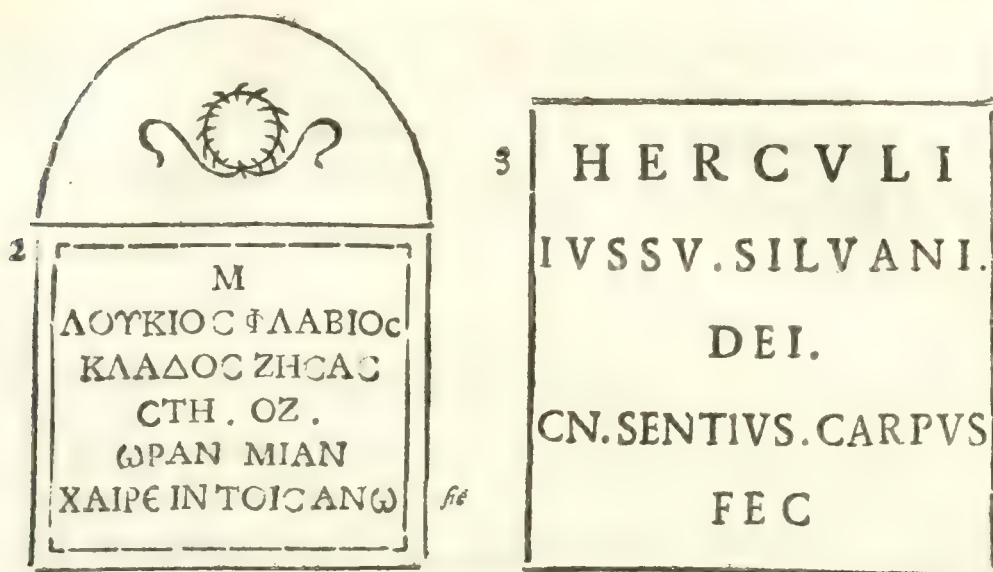 2
Μ
ΛΟΥΚΙΟϹ ΦΛΑΒΙΟϲ
ΚΛΑΔΟϹ ΖΗϹΑϹ
ϹΤΗ . ΟΖ .
ωΡΑΝ ΜΙΑΝ
ΧΑΙΡЄ ΙΝ ΤΟΙϹ ΑΝω
sic
3
HERCVLI
IVSSV.SILVANI.
DEI.
CN.SENTIVS.CARPVS
FEC